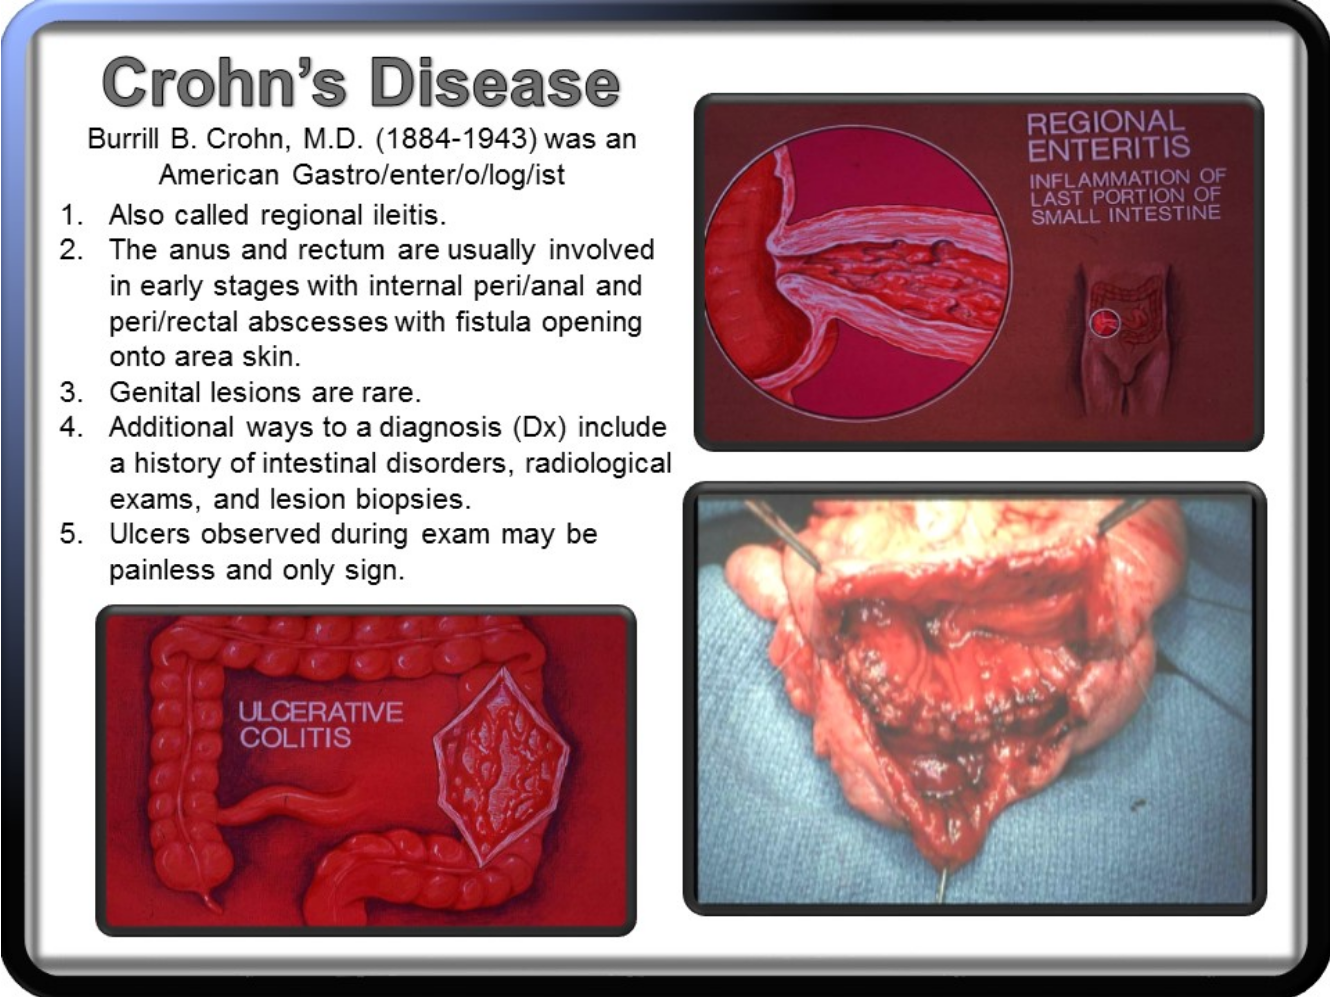 Crohn's Disease
Burrill B. Crohn, M.D. (1884-1943) was an
American Gastro/enter/o/log/ist
1. Also called regional ileitis.
2. The anus and rectum are usually involved
in early stages with internal peri/anal and
peri/rectal abscesses with fistula opening
onto area skin.
3. Genital lesions are rare.
4. Additional ways to a diagnosis (Dx) include
a history of intestinal disorders, radiological
exams, and lesion biopsies.
5. Ulcers observed during exam may be
painless and only sign.
REGIONAL
ENTERITIS
INFLAMMATION OF
LAST PORTION OF
SMALL INTESTINE
ULCERATIVE
COLITIS